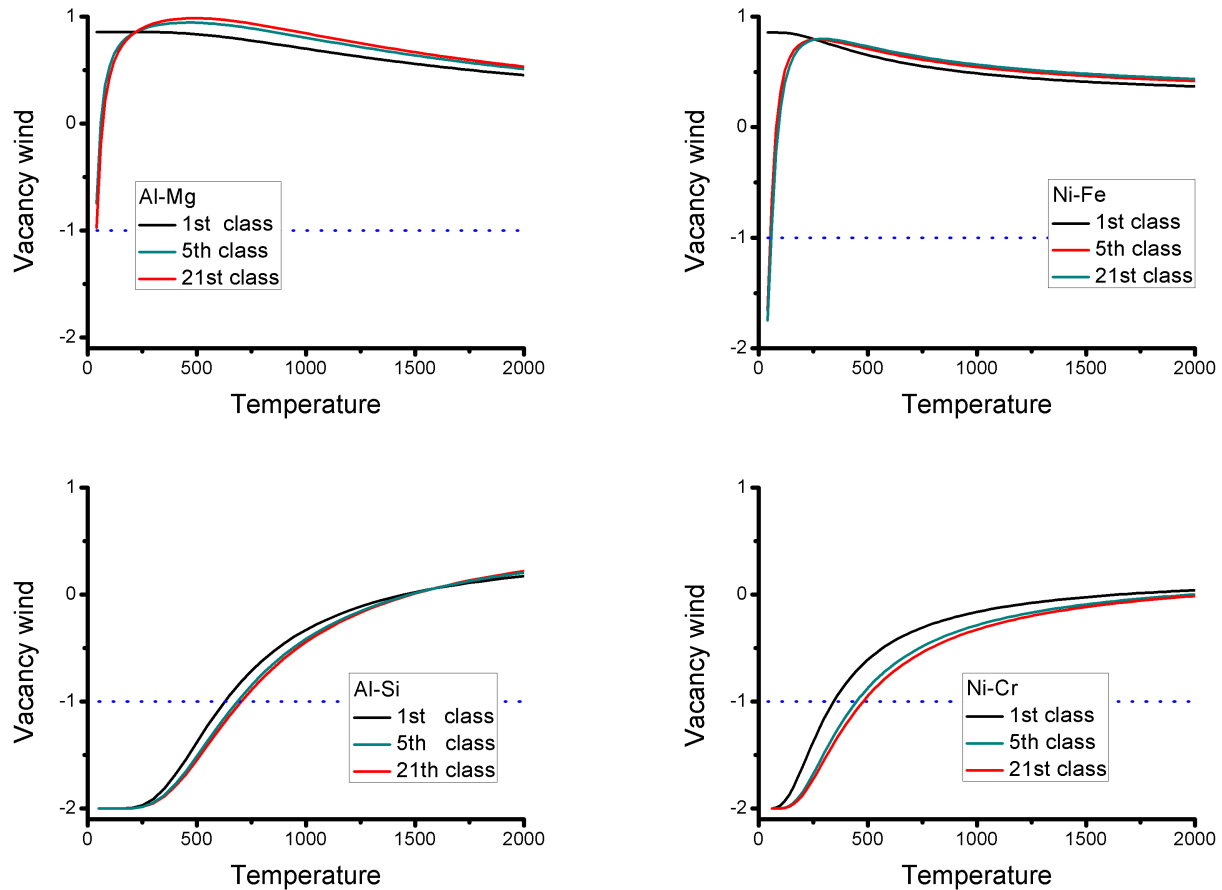 1
0
-1
-2
Vacancy wind
Al-Mg
1st class
5th class
21st class
0
500
1000
1500
2000
Temperature
1
0
-1
-2
Vacancy wind
Ni-Fe
1st class
5th class
21st class
0
500
1000
1500
2000
Temperature
1
0
-1
-2
Vacancy wind
Al-Si
1st class
5th class
21th class
0
500
1000
1500
2000
Temperature
1
0
-1
-2
Vacancy wind
Ni-Cr
1st class
5th class
21st class
0
500
1000
1500
2000
Temperature